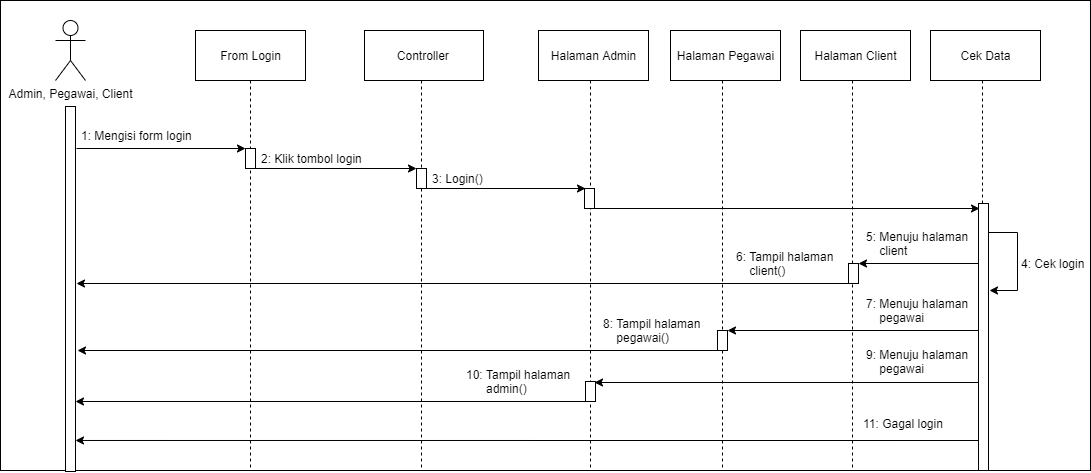 From Login
Controller
Halaman Admin
Halaman Pegawai
Halaman Client
Cek Data
Admin, Pegawai, Client
1: Mengisi form login
2: Klik tombol login
3: Login()
5: Menuju halaman
client
4: Cek login
6: Tampil halaman
client()
7: Menuju halaman
pegawai
8: Tampil halaman
pegawai()
9: Menuju halaman
pegawai
10: Tampil halaman
admin()
11: Gagal login